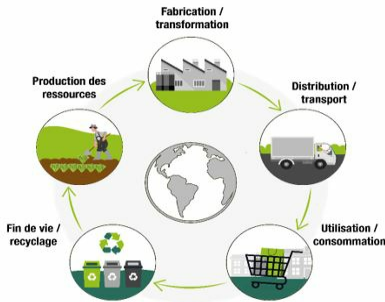 Fabrication /
transformation
Production des
ressources
Distribution /
transport
Fin de vie /
recyclage
Utilisation /
consommation